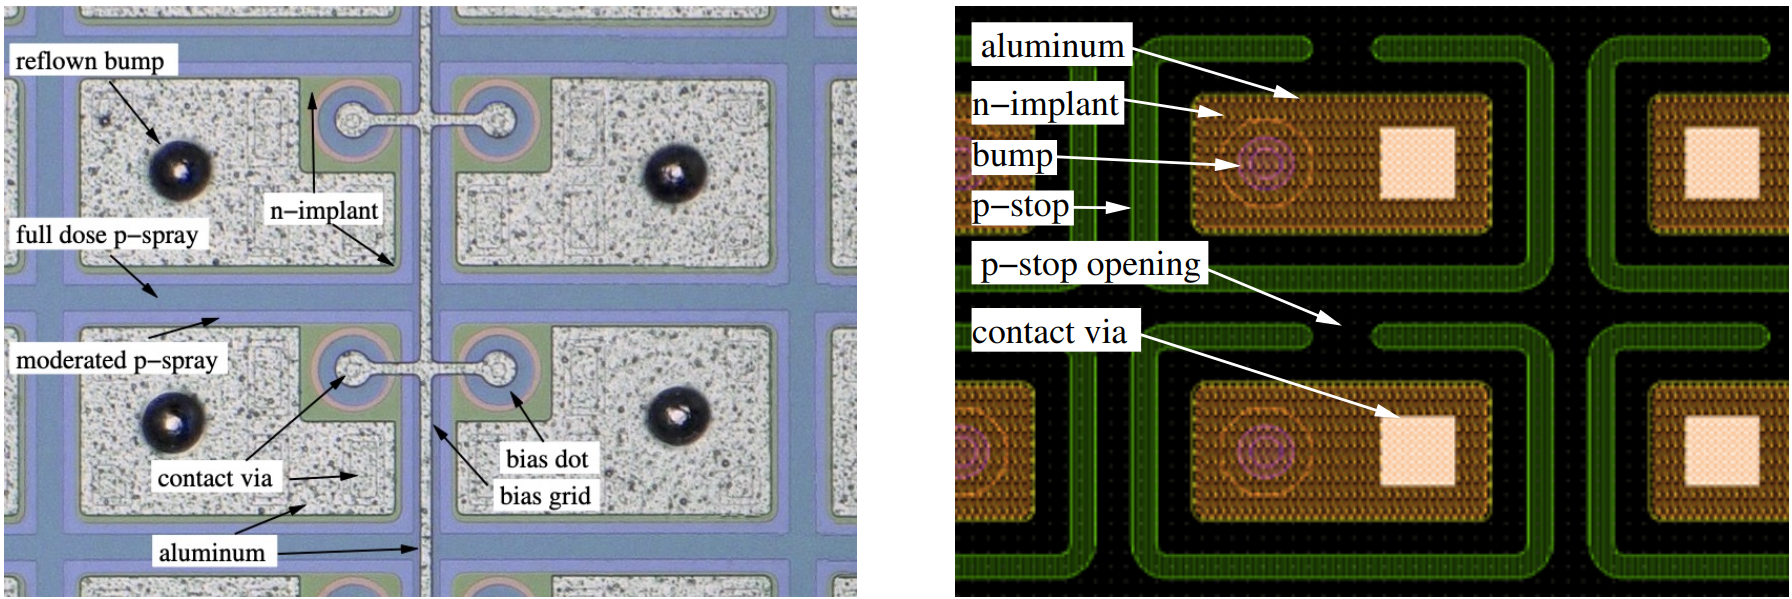 reflown bump
n−implant
full dose p−spray
moderated p−spray
contact via
bias dot
bias grid
aluminum
aluminum
n−implant
bump
p−stop
p−stop opening
contact via